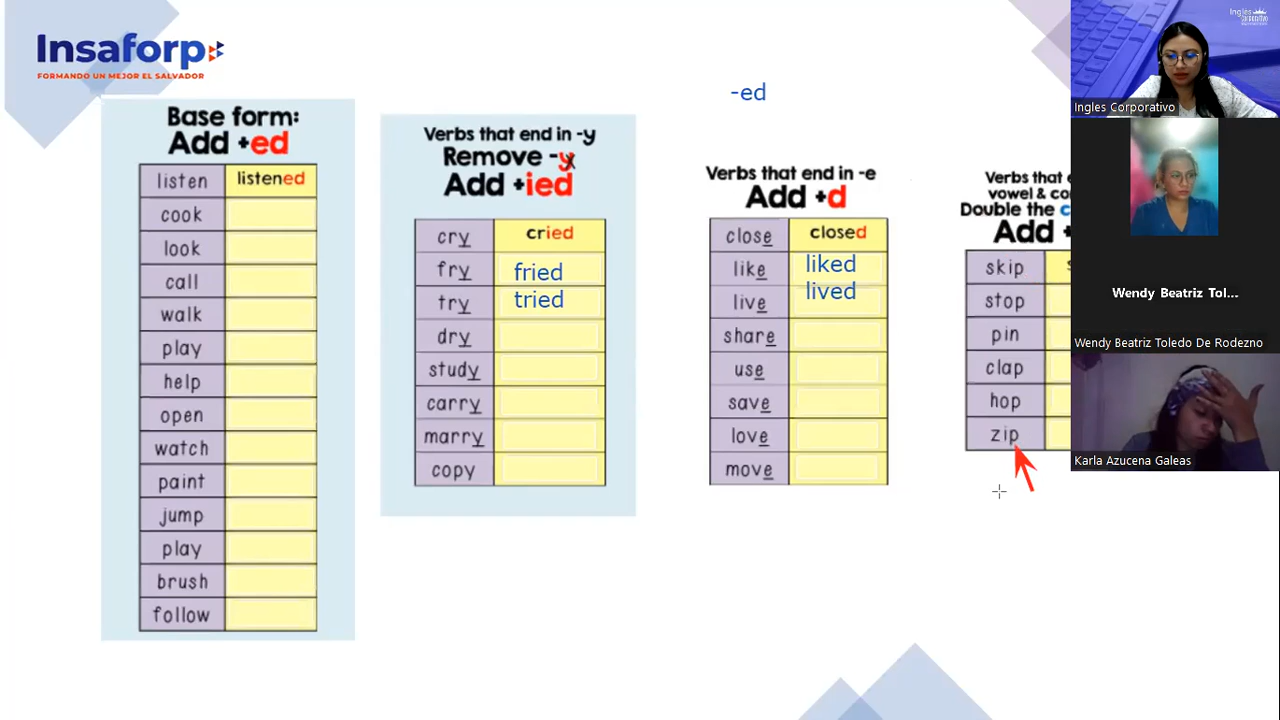 Insaforp
FORMANDO UN MEJOR EL SALVADOR
Base form:
Add +ed
listen listened
cook
look
call
walk
play
help
open
watch
paint
jump
play
brush
follow
Verbs that end in -y
Remove -y
Add +ied
cry cried
fry fried
try tried
dry
study
carry
marry
copy
-ed
Verbs that end in -e
Add +d
close closed
like liked
live lived
share
use
save
love
move
Verbs that
vowel &
Double the
Add +
skip
stop
pin
clap
hop
zip
Ingles Corporativo
Wendy Beatriz Tol...
Wendy Beatriz Toledo De Rodezno
Karla Azucena Galeas